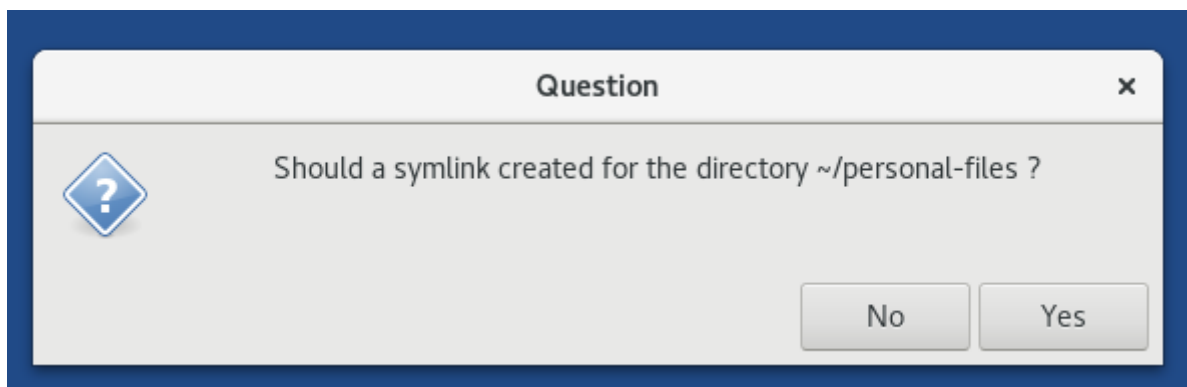 Question
Should a symlink created for the directory ~/personal-files ?
No
Yes